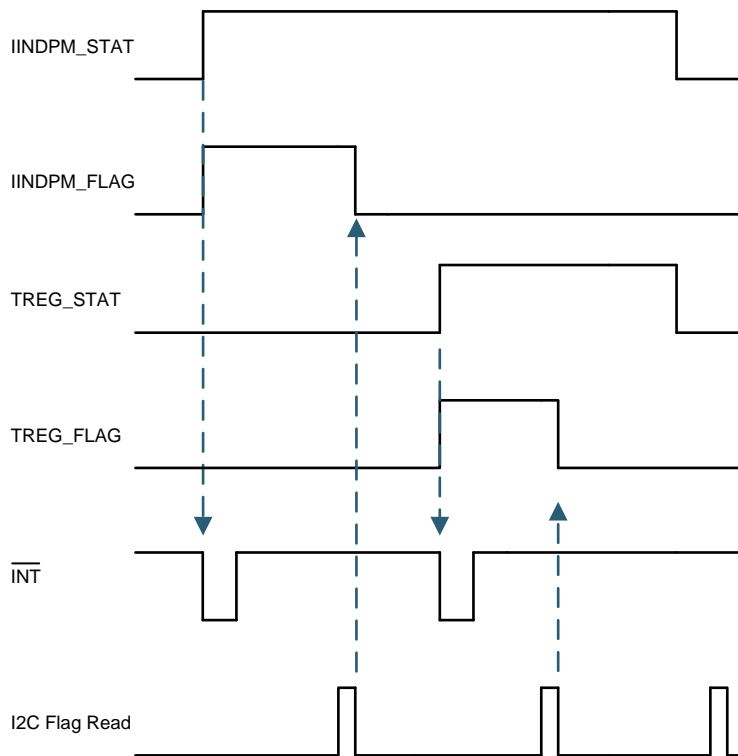 IINDPM_STAT
IINDPM_FLAG
TREG_STAT
TREG_FLAG
INT
I2C Flag Read